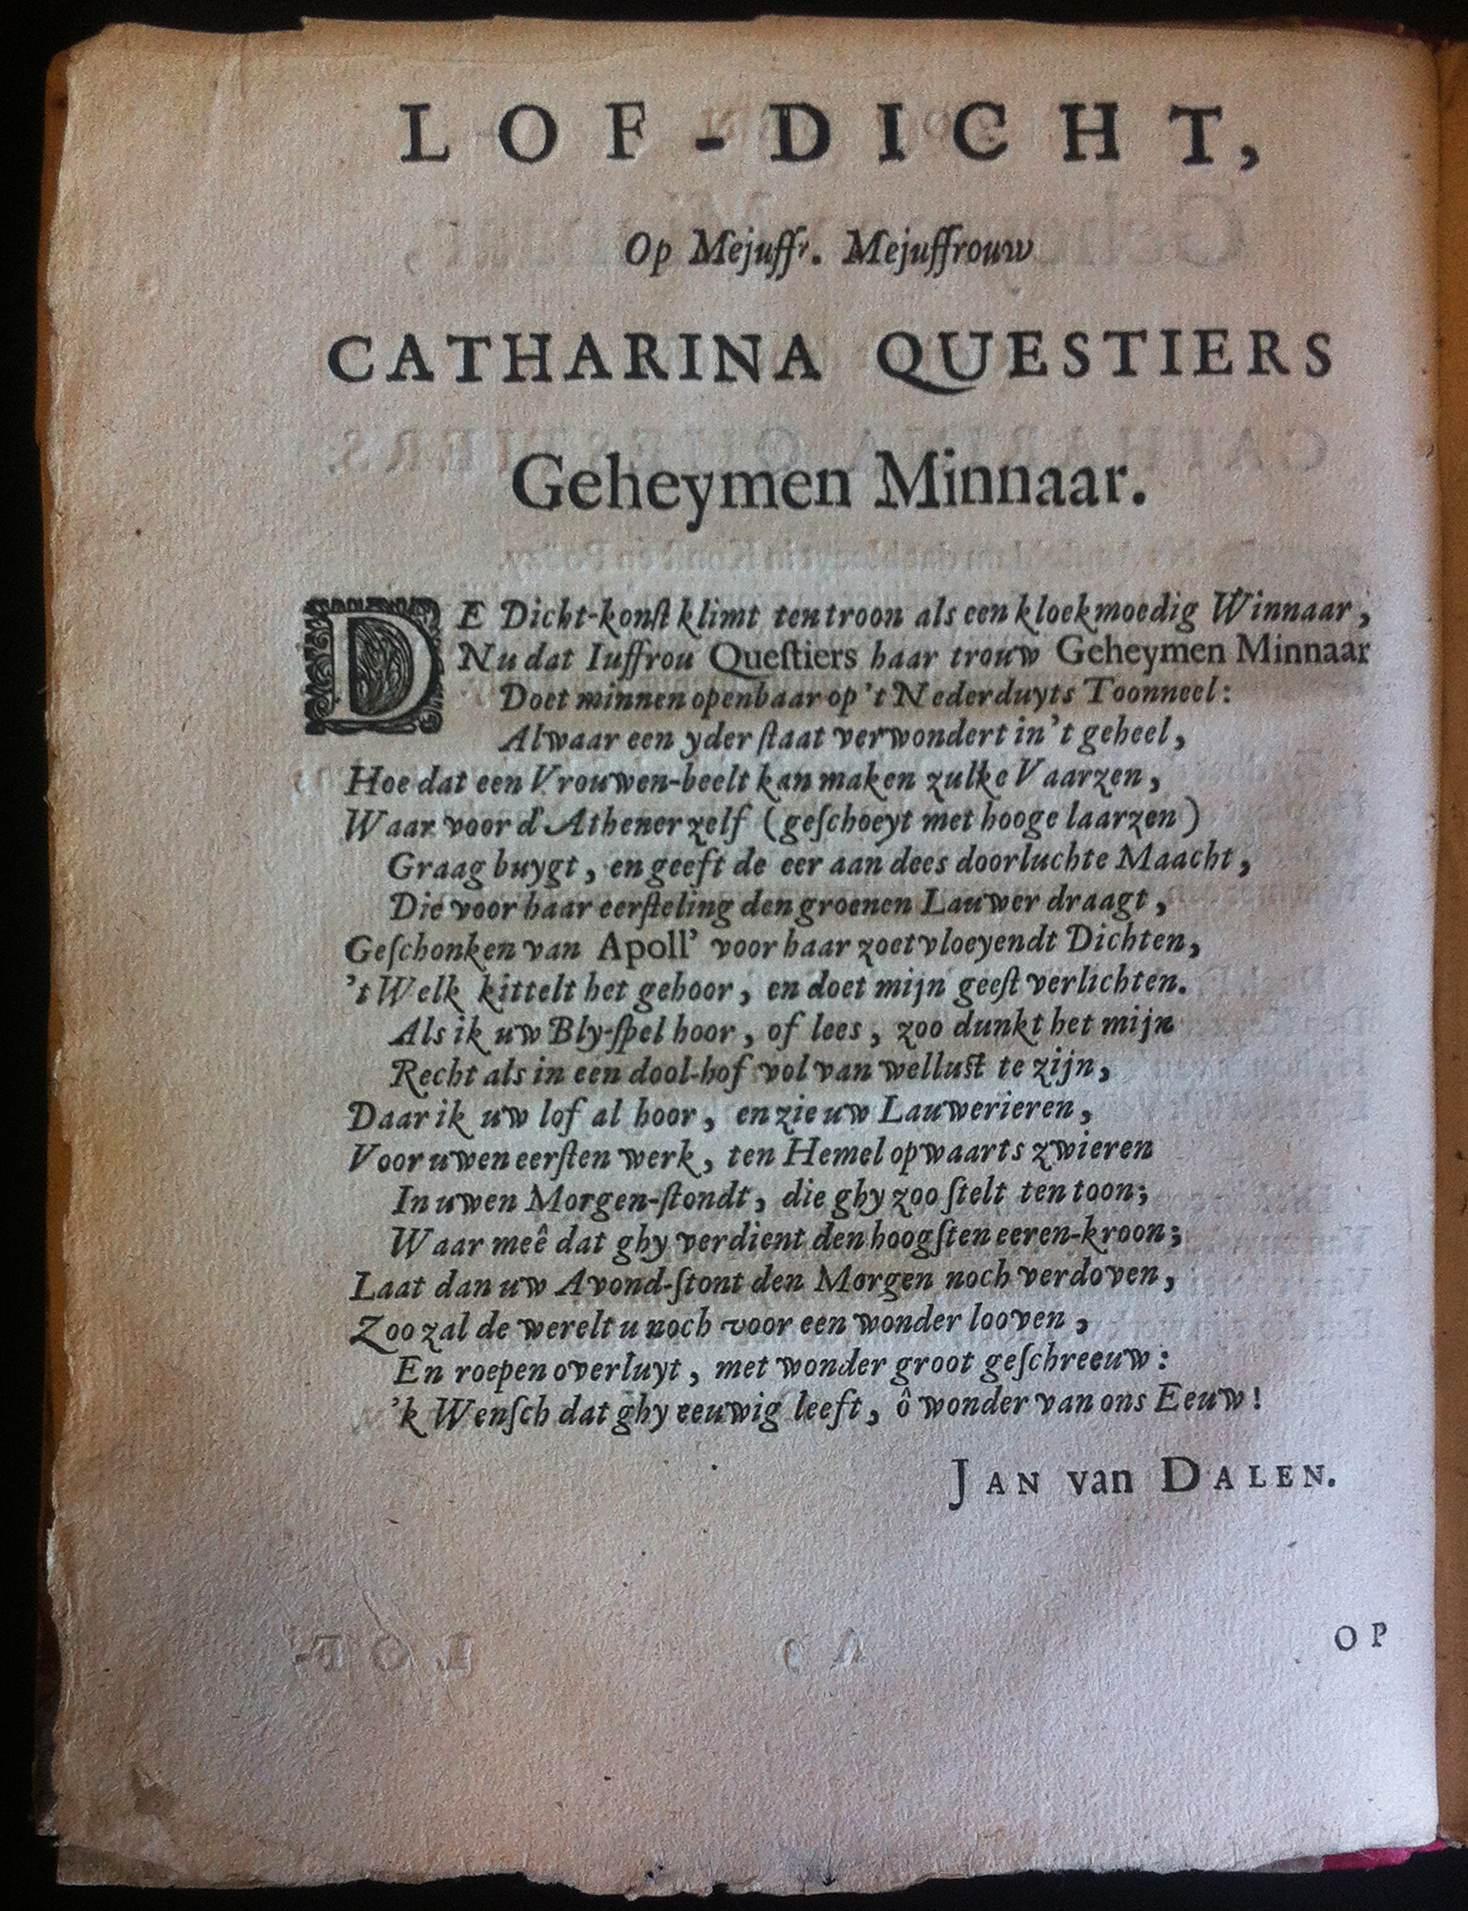 LOF-DICHT,
Op Mejuffr. Mejuffrouw
CATHARINA QUESTIERS
Geheymen Minnaar.
DE Dicht-konſt klimt ten troon als een kloekmoedig Winnaar,
Nu dat Iuffrou Queſtiers haar trouw Geheymen Minnaar
Doet minnen openbaar op 't Nederduyts Toonneel:
Alwaar een yder ſtaat verwondert in 't geheel,
Hoe dat een Vrouwen-beelt kan maken zulke Vaarzen,
Waar voor d'Athener zelf (geſchoeyt met hooge laarzen)
Graag buygt, en geeft de eer aan dees doorluchte Maacht,
Die voor haar eerſteling den groenen Lauwer draagt,
Geſchonken van Apoll' voor haar zoetvloeyendt Dichten,
't Welk kittelt het gehoor, en doet mijn geeſt verlichten.
Als ik uw Bly-ſpel hoor, of lees, zoo dunkt het mijn
Recht als in een dool-hof vol van wellust te zijn,
Daar ik uw lof al hoor, en zie uw Lauwerieren,
Voor uwen eerſten werk, ten Hemel opwaarts zwieren
In uwen Morgen-ſtondt, die ghy zoo ſtelt ten toon;
Waar meê dat ghy verdient den hoogſten eeren-kroon;
Laat dan uw Avond-ſtont den Morgen noch verdoven,
Zoo zal de werelt u noch voor een wonder looven,
En roepen overluyt, met wonder groot geſchreeuw:
'k Wenſch dat ghy eeuwig leeft, ô wonder van ons Eeuw!
JAN van DALEN.
OP